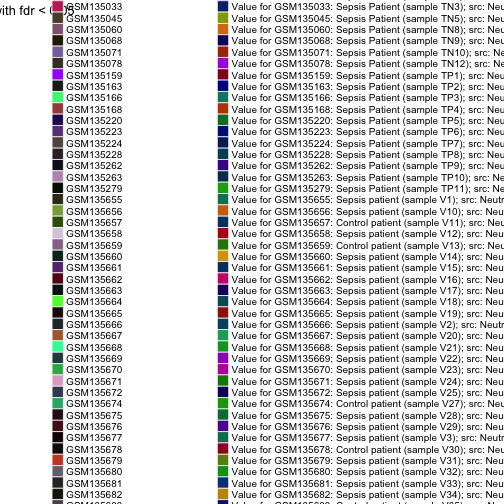 with fdr < 0.05
GSM135033 Value for GSM135033: Sepsis Patient (sample TN3); src: Neu
GSM135045 Value for GSM135045: Sepsis Patient (sample TN5); src: Neu
GSM135060 Value for GSM135060: Sepsis Patient (sample TN8); src: Neu
GSM135068 Value for GSM135068: Sepsis Patient (sample TN9); src: Neu
GSM135071 Value for GSM135071: Sepsis Patient (sample TN10); src: Ne
GSM135078 Value for GSM135078: Sepsis Patient (sample TN12); src: Ne
GSM135159 Value for GSM135159: Sepsis Patient (sample TP1); src: Neu
GSM135163 Value for GSM135163: Sepsis Patient (sample TP2); src: Neu
GSM135166 Value for GSM135166: Sepsis Patient (sample TP3); src: Neu
GSM135168 Value for GSM135168: Sepsis Patient (sample TP4); src: Neu
GSM135220 Value for GSM135220: Sepsis Patient (sample TP5); src: Neu
GSM135223 Value for GSM135223: Sepsis Patient (sample TP6); src: Neu
GSM135224 Value for GSM135224: Sepsis Patient (sample TP7); src: Neu
GSM135228 Value for GSM135228: Sepsis Patient (sample TP8); src: Neu
GSM135262 Value for GSM135262: Sepsis Patient (sample TP9); src: Neu
GSM135263 Value for GSM135263: Sepsis Patient (sample TP10); src: Ne
GSM135279 Value for GSM135279: Sepsis Patient (sample TP11); src: Neu
GSM135655 Value for GSM135655: Sepsis patient (sample V1); src: Neutr
GSM135656 Value for GSM135656: Sepsis patient (sample V10); src: Neu
GSM135657 Value for GSM135657: Control patient (sample V11); src: Neu
GSM135658 Value for GSM135658: Sepsis patient (sample V12); src: Neu
GSM135659 Value for GSM135659: Control patient (sample V13); src: Neu
GSM135660 Value for GSM135660: Sepsis patient (sample V14); src: Neu
GSM135661 Value for GSM135661: Sepsis patient (sample V15); src: Neu
GSM135662 Value for GSM135662: Sepsis patient (sample V16); src: Neu
GSM135663 Value for GSM135663: Sepsis patient (sample V17); src: Neu
GSM135664 Value for GSM135664: Sepsis patient (sample V18); src: Neu
GSM135665 Value for GSM135665: Sepsis patient (sample V19); src: Neu
GSM135666 Value for GSM135666: Sepsis patient (sample V2); src: Neutr
GSM135667 Value for GSM135667: Sepsis patient (sample V20); src: Neu
GSM135668 Value for GSM135668: Sepsis patient (sample V21); src: Neu
GSM135669 Value for GSM135669: Sepsis patient (sample V22); src: Neu
GSM135670 Value for GSM135670: Sepsis patient (sample V23); src: Neu
GSM135671 Value for GSM135671: Sepsis patient (sample V24); src: Neu
GSM135672 Value for GSM135672: Sepsis patient (sample V25); src: Neu
GSM135674 Value for GSM135674: Control patient (sample V27); src: Neu
GSM135675 Value for GSM135675: Sepsis patient (sample V28); src: Neu
GSM135676 Value for GSM135676: Sepsis patient (sample V29); src: Neu
GSM135677 Value for GSM135677: Sepsis patient (sample V3); src: Neutr
GSM135678 Value for GSM135678: Control patient (sample V30); src: Neu
GSM135679 Value for GSM135679: Sepsis patient (sample V31); src: Neu
GSM135680 Value for GSM135680: Sepsis patient (sample V32); src: Neu
GSM135681 Value for GSM135681: Sepsis patient (sample V33); src: Neu
GSM135682 Value for GSM135682: Sepsis patient (sample V34); src: Neu